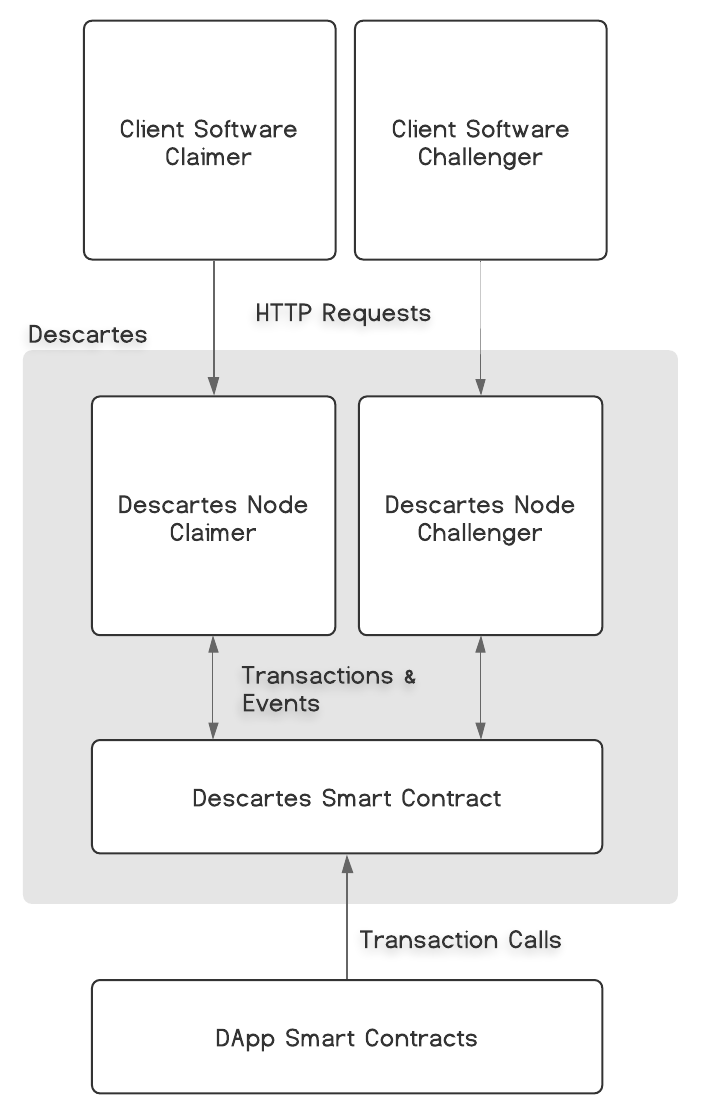 Client Software
Claimer
Client Software
Challenger
HTTP Requests
Descartes
Descartes Node
Claimer
Descartes Node
Challenger
Transactions &
Events
Descartes Smart Contract
Transaction Calls
DApp Smart Contracts